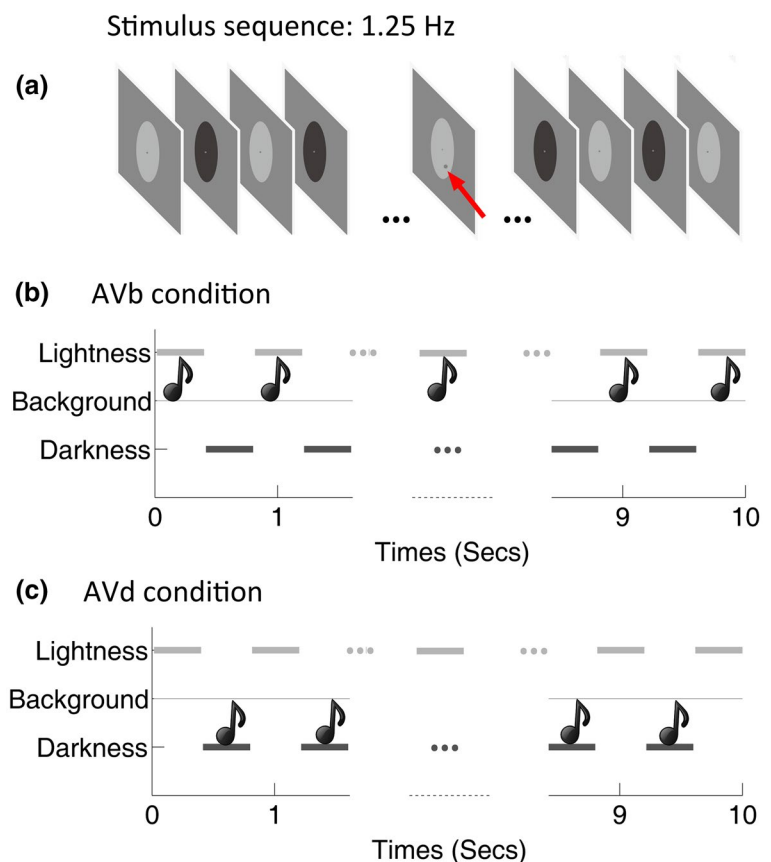 Stimulus sequence: 1.25 Hz
(a)
(b) AVb condition
Lightness
Background
Darkness
0 1 9 10
Times (Secs)
(c) AVd condition
Lightness
Background
Darkness
0 1 9 10
Times (Secs)